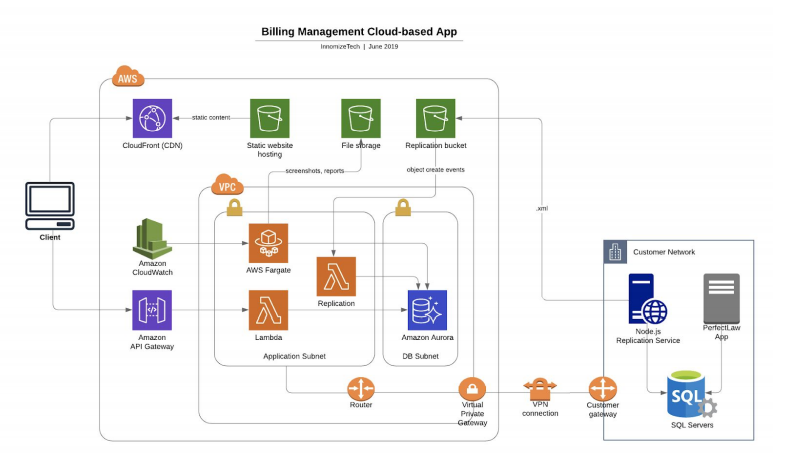 Billing Management Cloud-based App
InnomizeTech | June 2019
AWS
CloudFront (CDN)
static content
Static website
hosting
File storage
Replication bucket
screenshots, reports
object create events
VPC
.xml
Client
Amazon
CloudWatch
AWS Fargate
Replication
Customer Network
Amazon
API Gateway
Lambda
Amazon Aurora
Node.js
Replication Service
PerfectLaw
App
Application Subnet
DB Subnet
Router
Virtual
Private
Gateway
VPN
connection
Customer
gateway
SQL
SQL Servers